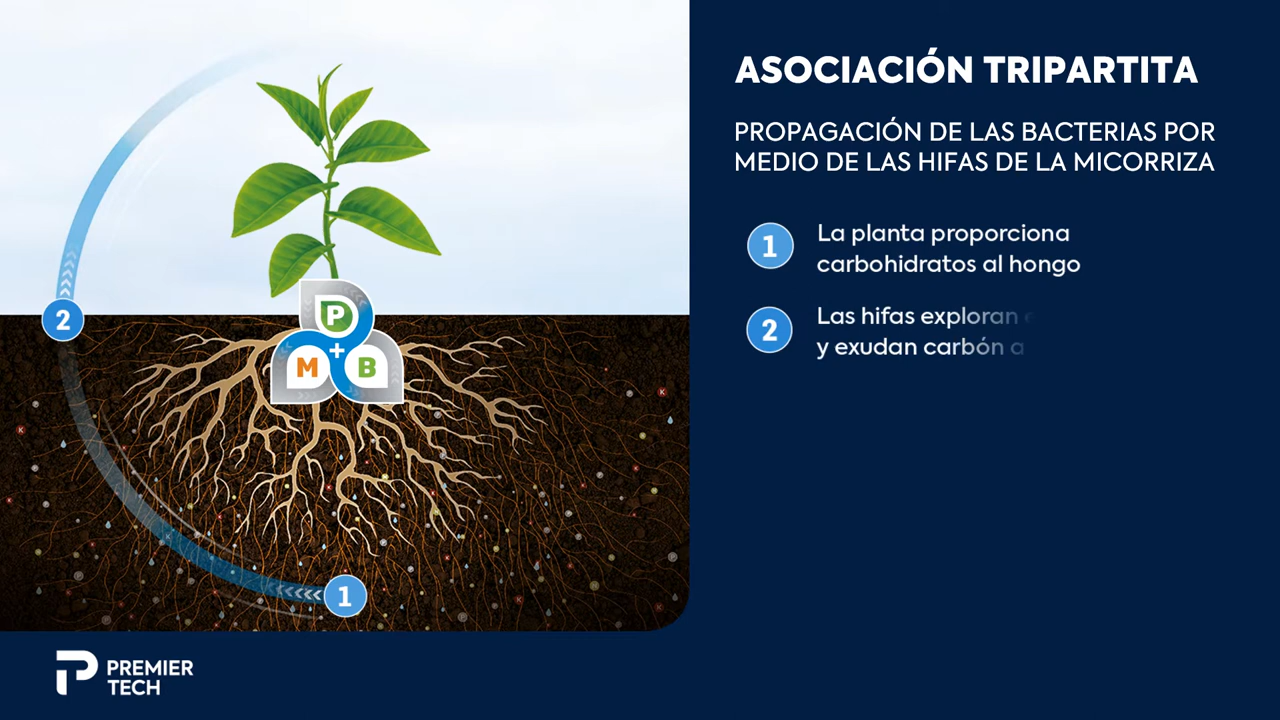 ASOCIACIÓN TRIPARTITA
PROPAGACIÓN DE LAS BACTERIAS POR
MEDIO DE LAS HIFAS DE LA MICORRIZA
1
La planta proporciona
carbohidratos al hongo
2
Las hifas exploran
y exudan carbón a
P
+
M
B
2
1
PREMIER
TECH